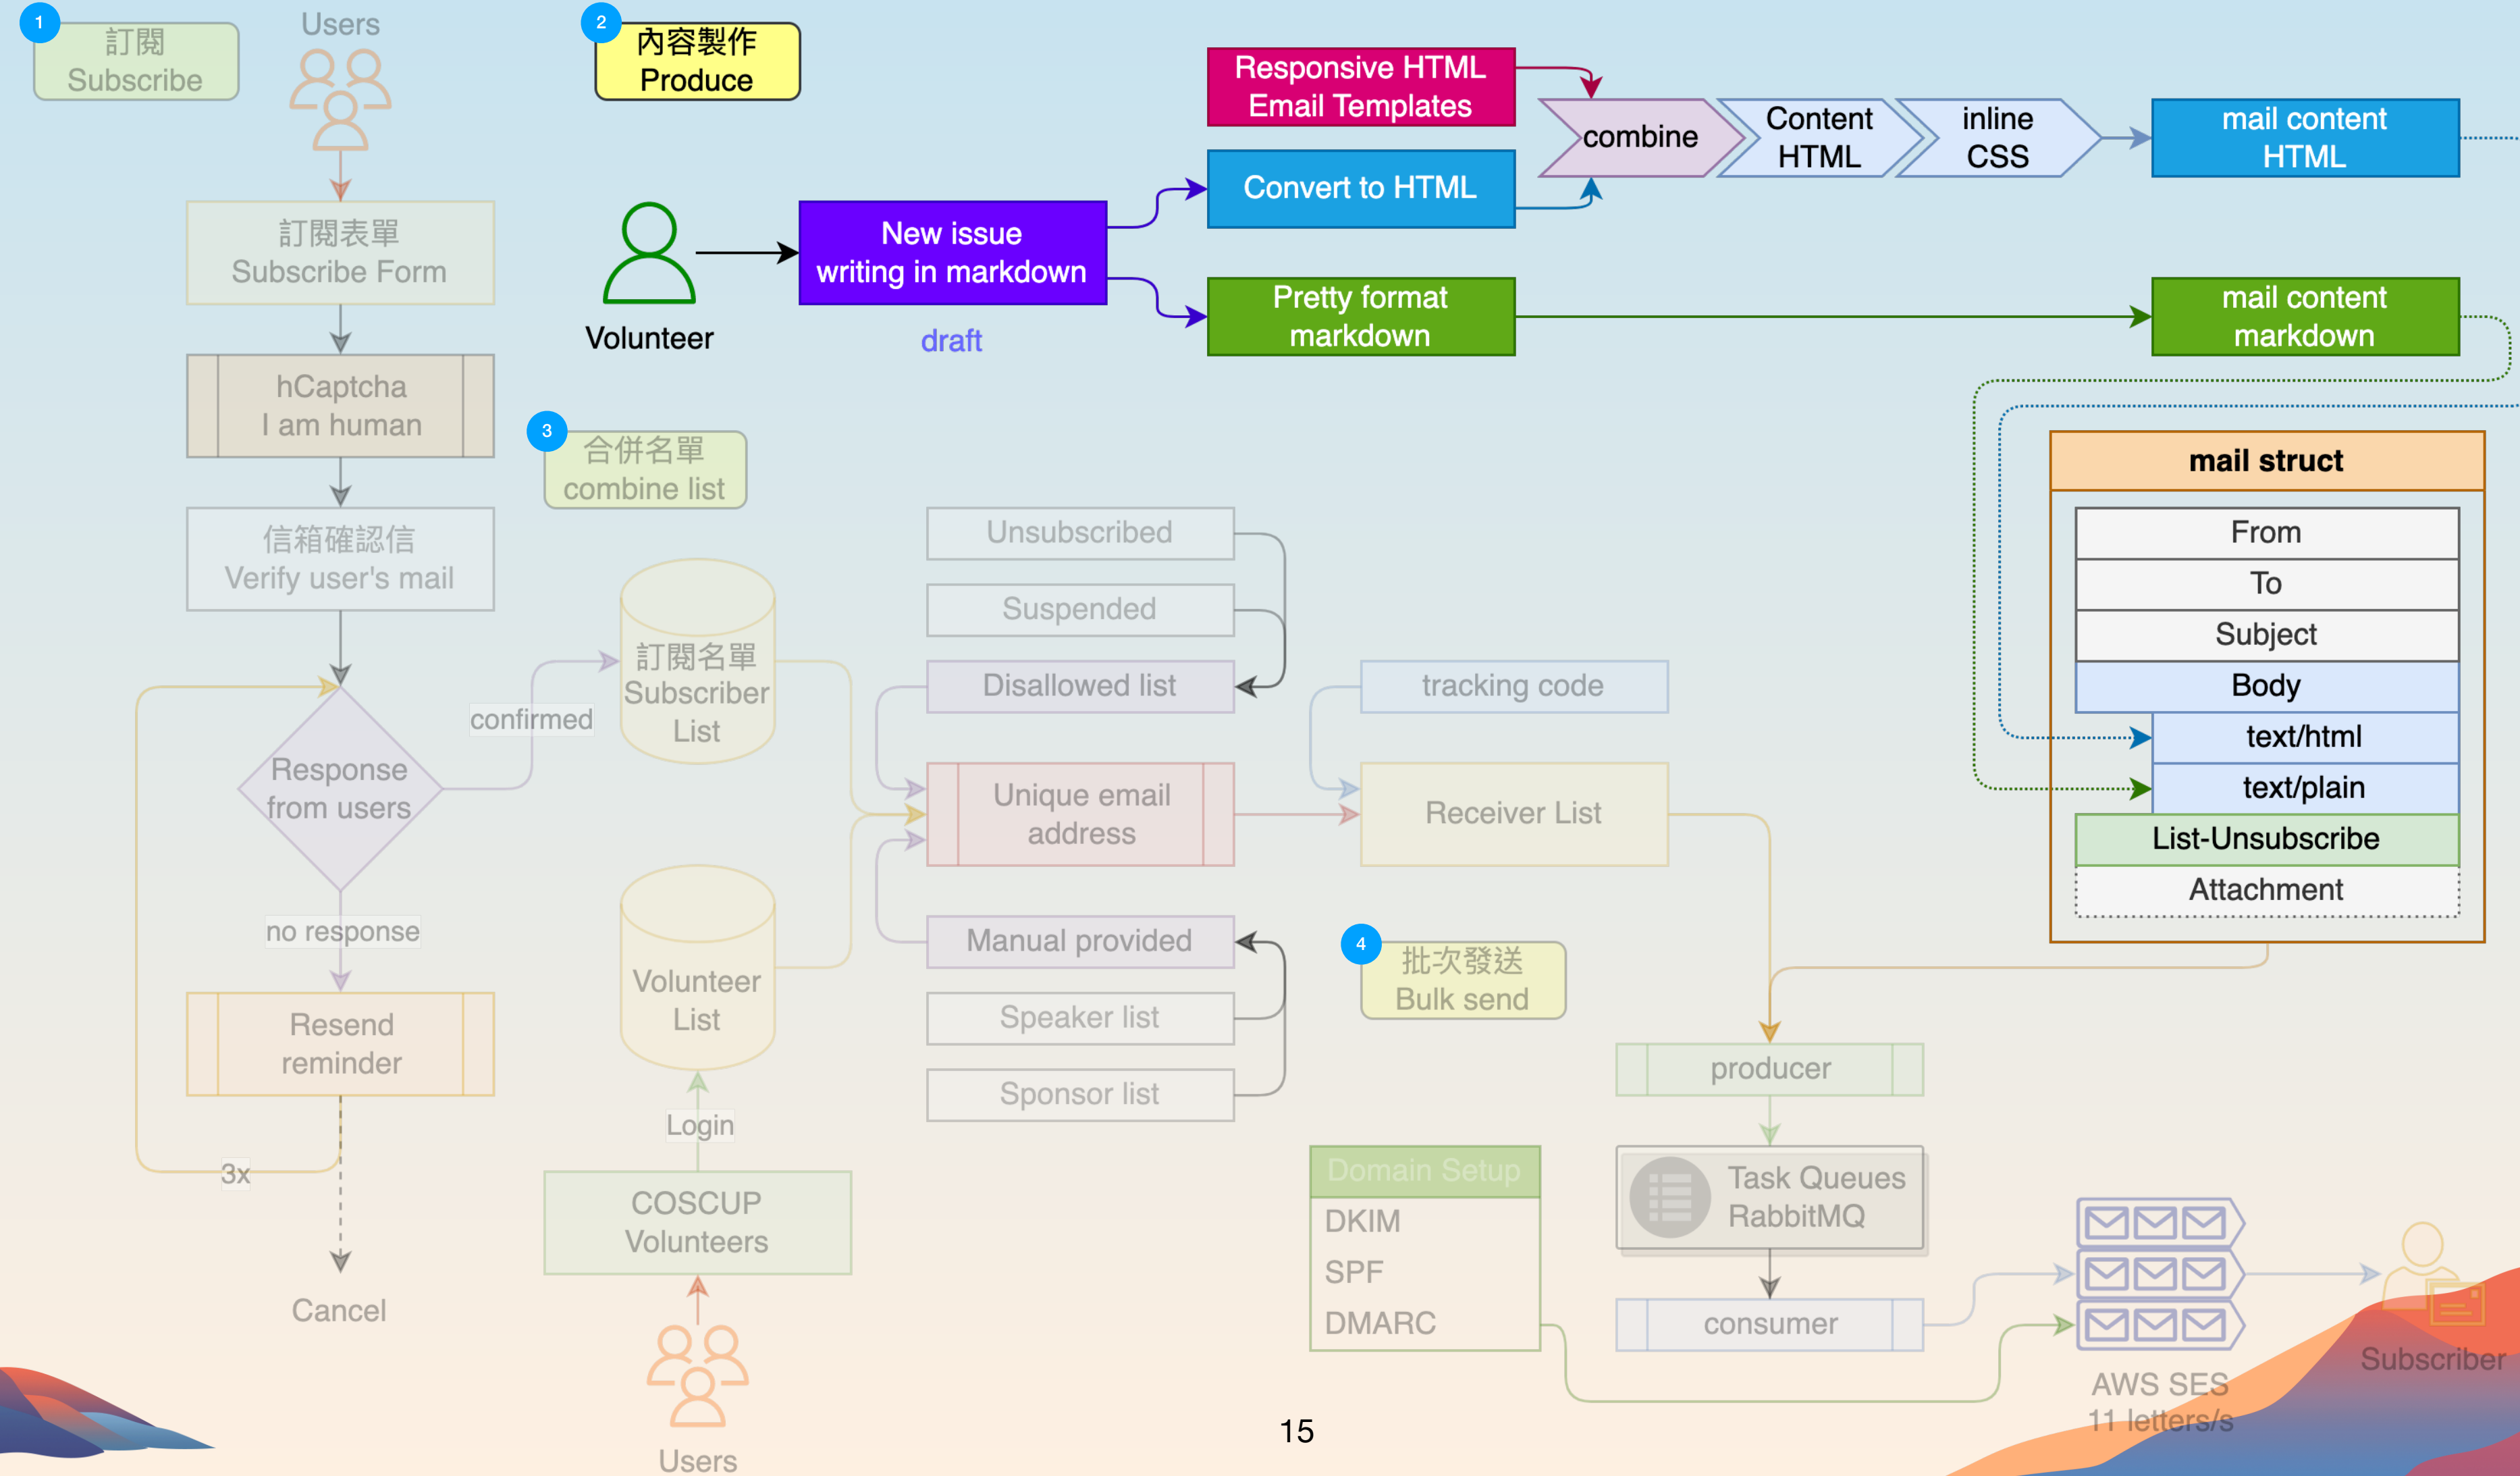 1
訂閱
Subscribe
Users
訂閱表單
Subscribe Form
hCaptcha
I am human
信箱確認信
Verify user's mail
Response
from users
confirmed
no response
Resend
reminder
3x
Cancel
2
內容製作
Produce
Volunteer
New issue
writing in markdown
draft
Responsive HTML
Email Templates
Convert to HTML
combine
Content
HTML
inline
CSS
mail content
HTML
Pretty format
markdown
mail content
markdown
mail struct
From
To
Subject
Body
text/html
text/plain
List-Unsubscribe
Attachment
3
合併名單
combine list
訂閱名單
Subscriber
List
Volunteer
List
Login
COSCUP
Volunteers
Users
Unsubscribed
Suspended
Disallowed list
Unique email
address
Manual provided
Speaker list
Sponsor list
tracking code
Receiver List
4
批次發送
Bulk send
producer
Task Queues
RabbitMQ
consumer
Domain Setup
DKIM
SPF
DMARC
AWS SES
11 letters/s
Subscriber
15